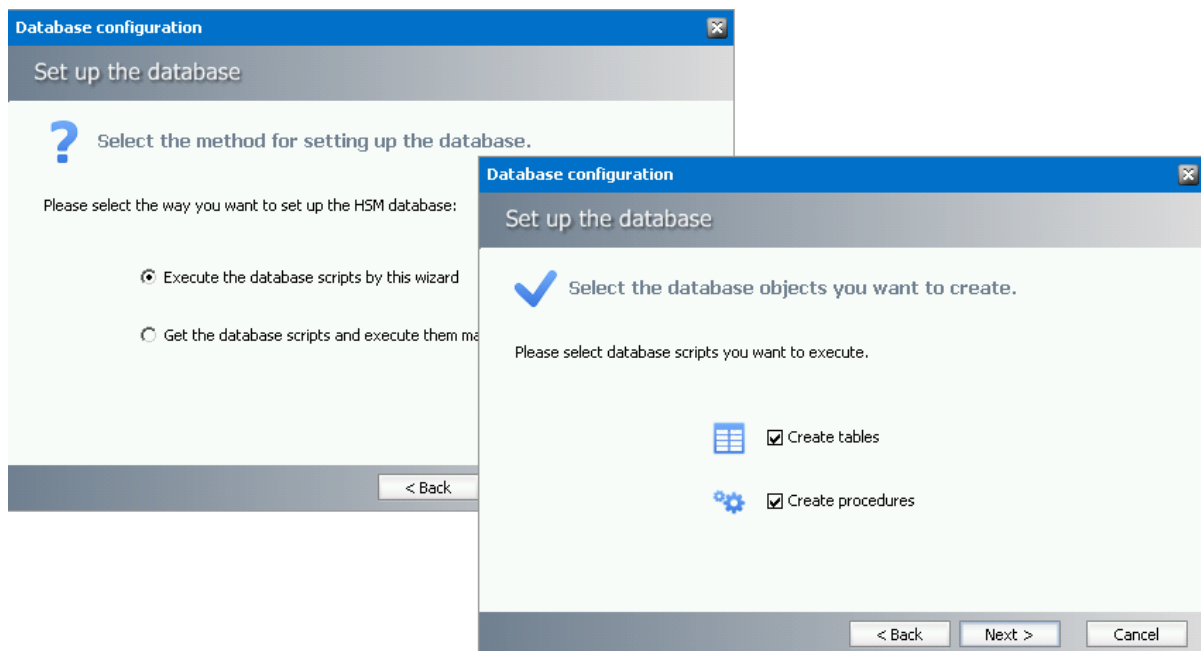 Database configuration
Set up the database
Select the method for setting up the database.
Please select the way you want to set up the HSM database:
Execute the database scripts by this wizard
Get the database scripts and execute them
< Back
Database configuration
Set up the database
Select the database objects you want to create.
Please select database scripts you want to execute.
Create tables
Create procedures
< Back
Next >
Cancel